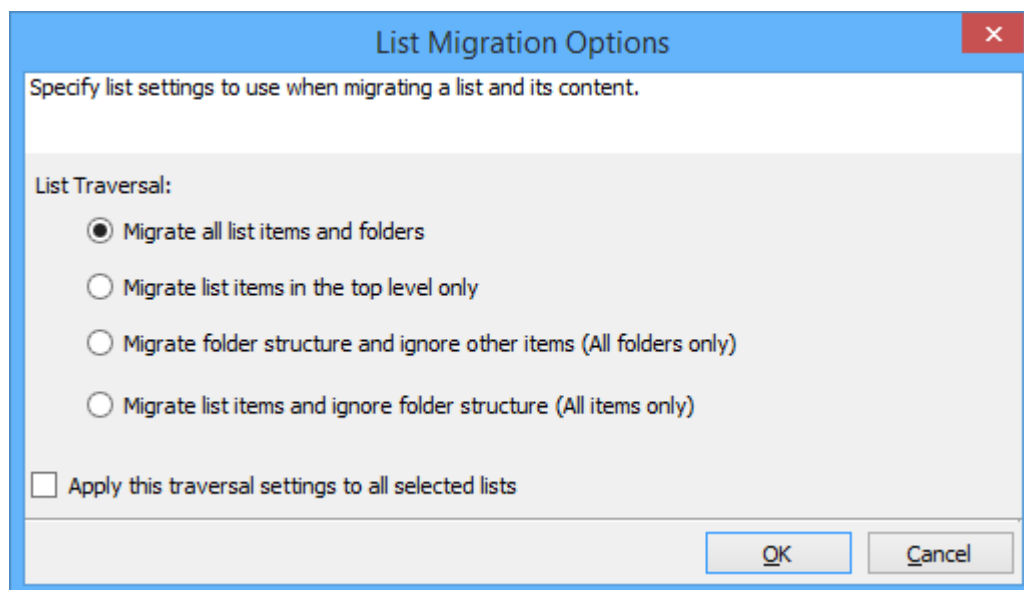 List Migration Options
Specify list settings to use when migrating a list and its content.
List Traversal:
Migrate all list items and folders
Migrate list items in the top level only
Migrate folder structure and ignore other items (All folders only)
Migrate list items and ignore folder structure (All items only)
Apply this traversal settings to all selected lists
OK Cancel